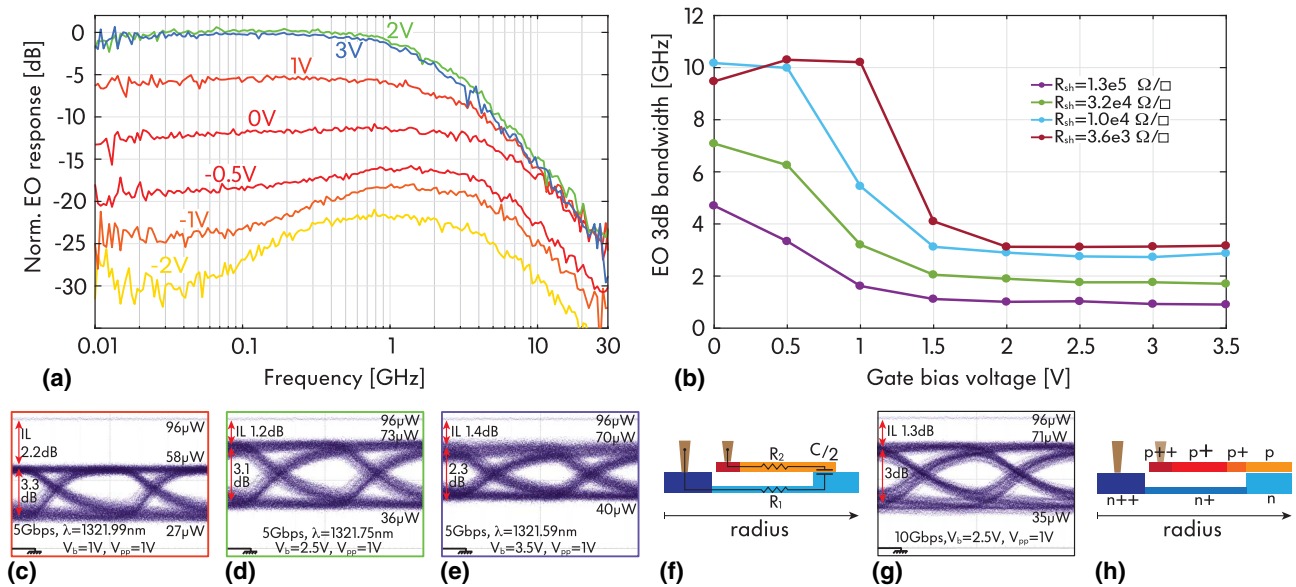 0
-5
-10
-15
-20
-25
-30
Norm. EO response [dB]
2V
3V
1V
0V
-0.5V
-1V
-2V
0.01
0.1
1
10
30
(a)
Frequency [GHz]
12
10
8
6
4
2
0
EO 3dB bandwidth [GHz]
Rsh=1.3e5 Ω/□
Rsh=3.2e4 Ω/□
Rsh=1.0e4 Ω/□
Rsh=3.6e3 Ω/□
0
0.5
1
1.5
2
2.5
3
3.5
(b)
Gate bias voltage [V]
IL
2.2dB
96µW
58µW
3.3
dB
5Gbps, λ=1321.99nm
27µW
Vb=1V, Vpp=1V
(c)
IL 1.2dB
96µW
73µW
3.1
dB
36µW
5Gbps, λ=1321.75nm
Vb=2.5V, Vpp=1V
(d)
IL 1.4dB
96µW
70µW
2.3
dB
40µW
5Gbps, λ=1321.59nm
Vb=3.5V, Vpp=1V
(e)
R2
C/2
R1
radius
(f)
IL 1.3dB
96µW
71µW
3dB
35µW
10Gbps,Vb=2.5V, Vpp=1V
(g)
p++ p+ p+ p
n++ n+ n
radius
(h)